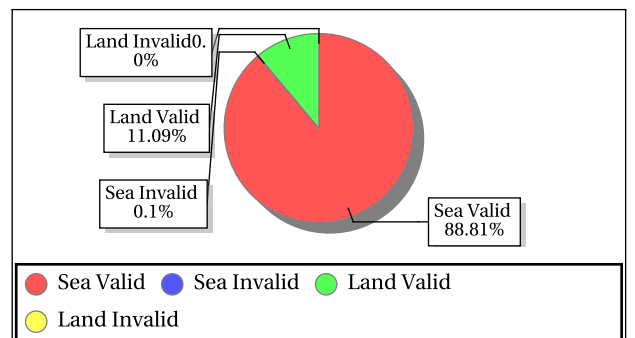 Land Invalid0.
0%
Land Valid
11.09%
Sea Invalid
0.1%
Sea Valid
88.81%
Sea Valid Sea Invalid Land Valid
Land Invalid